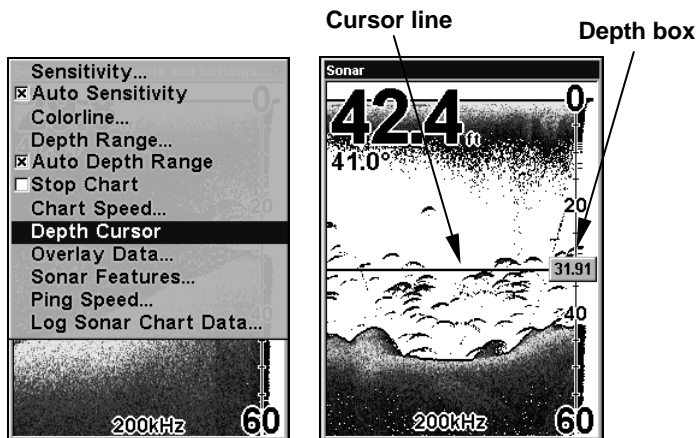 Cursor line
Depth box
Sensitivity...
Auto Sensitivity
Colorline...
Depth Range...
Auto Depth Range
Stop Chart
Chart Speed...
Depth Cursor
Overlay Data...
Sonar Features...
Ping Speed...
Log Sonar Chart Data...
0
20
200kHz
60
Sonar
42.4 ft
41.0°
0
20
31.91
40
200kHz
60